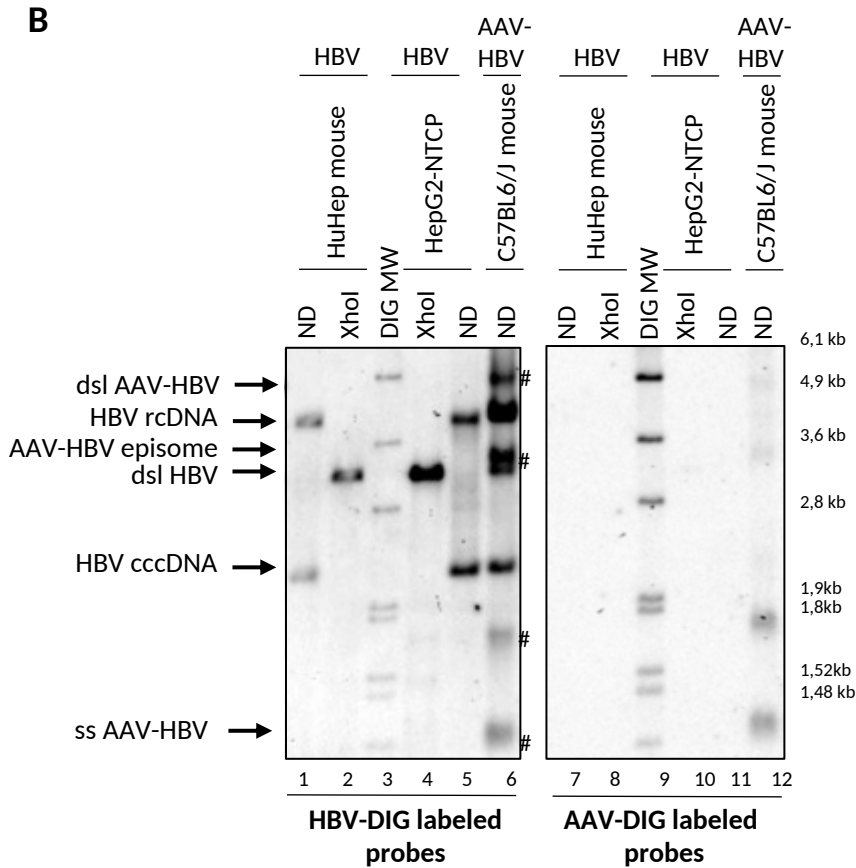 B
HBV
HBV
AAV-
HBV
HBV
HBV
AAV-
HBV
HuHep mouse
HepG2-NTCP
C57BL6/J mouse
HuHep mouse
HepG2-NTCP
C57BL6/J mouse
ND
XhoI
DIG MW
XhoI
ND
ND
ND
XhoI
DIG MW
XhoI
ND
ND
dsl AAV-HBV
HBV rcDNA
AAV-HBV episome
dsl HBV
HBV cccDNA
ss AAV-HBV
#
#
#
#
6,1 kb
4,9 kb
3,6 kb
2,8 kb
1,9kb
1,8kb
1,52kb
1,48 kb
1 2 3 4 5 6
7 8 9 10 11 12
HBV-DIG labeled
probes
AAV-DIG labeled
probes